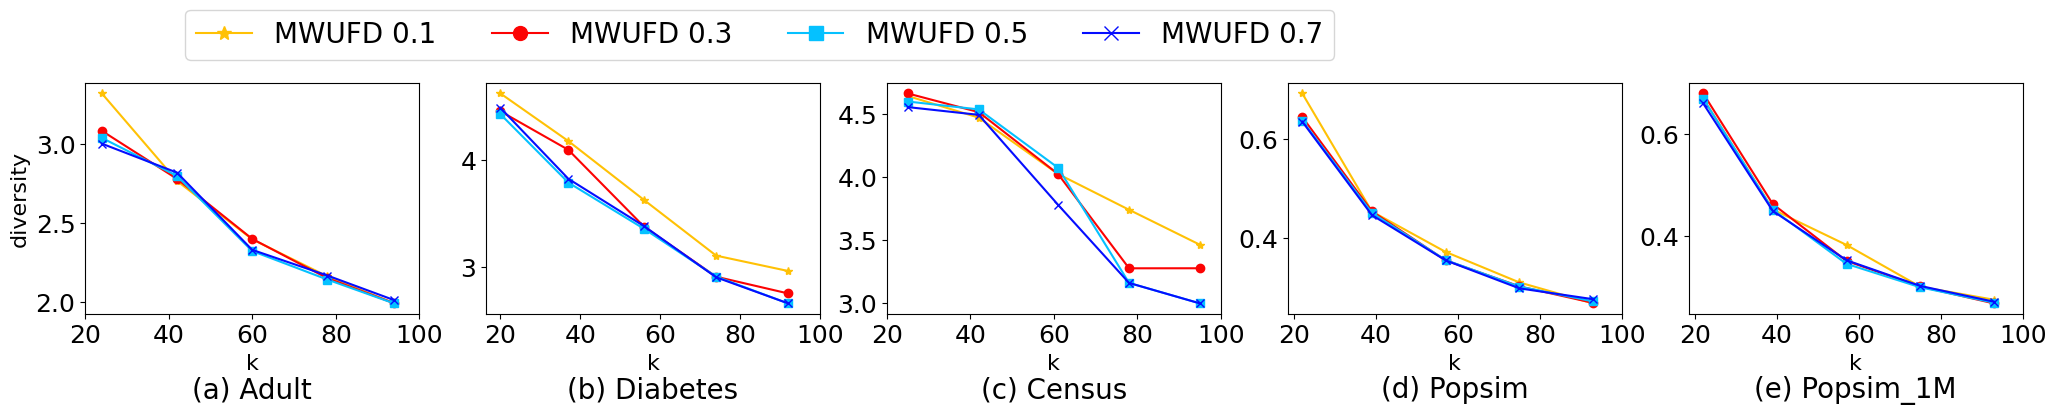 MWUFD 0.1 MWUFD 0.3 MWUFD 0.5 MWUFD 0.7
diversity
3.0
2.5
2.0
20 40 60 80 100
k
(a) Adult
4
3
20 40 60 80 100
k
(b) Diabetes
4.5
4.0
3.5
3.0
20 40 60 80 100
k
(c) Census
0.6
0.4
20 40 60 80 100
k
(d) Popsim
0.6
0.4
20 40 60 80 100
k
(e) Popsim_1M